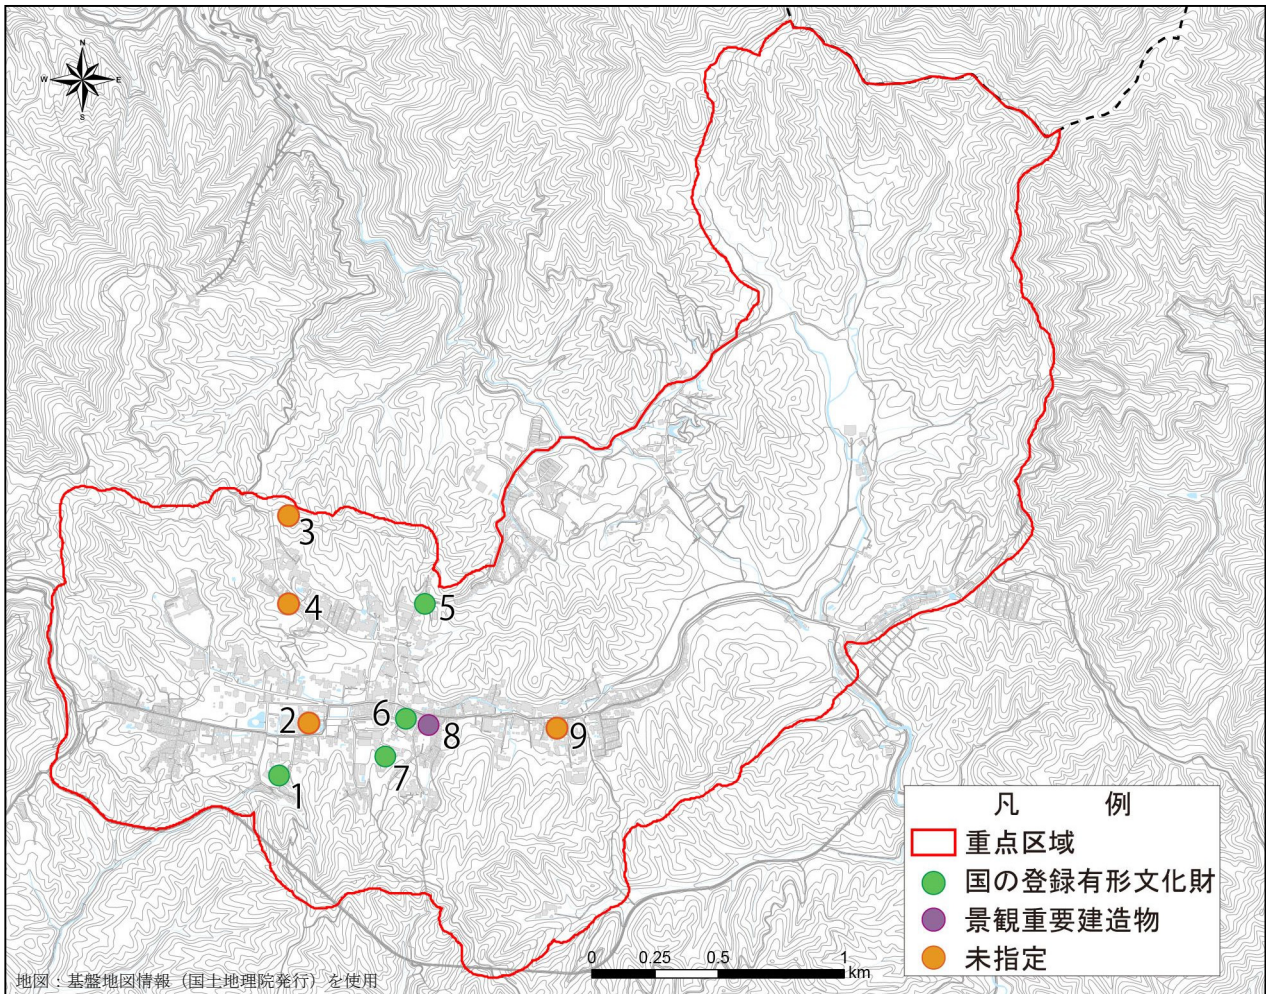 N
W E
S
3
4
5
2
6
8
9
7
1
凡 例
重点区域
国の登録有形文化財
景観重要建造物
未指定
0 0.25 0.5 1
km
地図：基盤地図情報（国土地理院発行）を使用